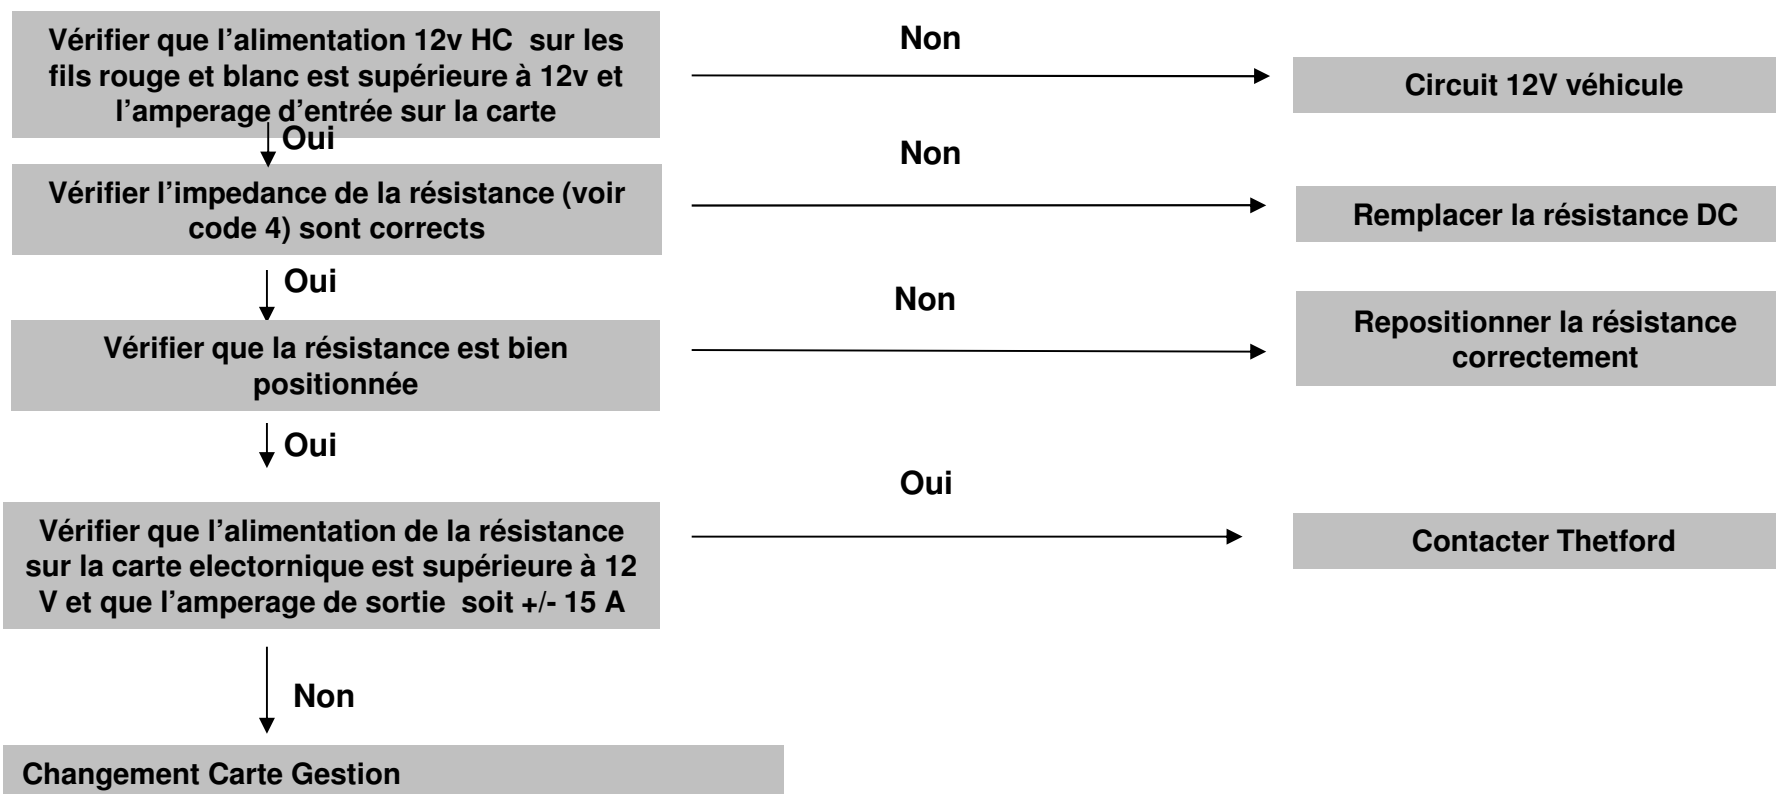 Vérifier que l’alimentation 12v HC  sur les
fils rouge et blanc est supérieure à 12v et
l’amperage d’entrée sur la carte
Non
Circuit 12V véhicule
Oui
Vérifier l’impedance de la résistance (voir
code 4) sont corrects
Non
Remplacer la résistance DC
Oui
Vérifier que la résistance est bien
positionnée
Non
Repositionner la résistance
correctement
Oui
Vérifier que l’alimentation de la résistance
sur la carte electornique est supérieure à 12
V et que l’amperage de sortie  soit +/- 15 A
Oui
Contacter Thetford
Non
Changement Carte Gestion